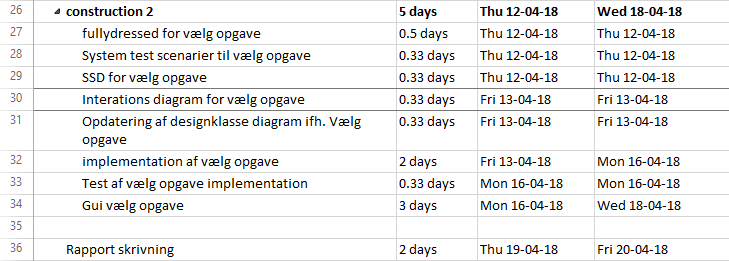 26 construction 2 5 days Thu 12-04-18 Wed 18-04-18
27 fullydressed for vælg opgave 0.5 days Thu 12-04-18 Thu 12-04-18
28 System test scenarier til vælg opgave 0.33 days Thu 12-04-18 Thu 12-04-18
29 SSD for vælg opgave 0.33 days Thu 12-04-18 Thu 12-04-18
30 Interations diagram for vælg opgave 0.33 days Fri 13-04-18 Fri 13-04-18
31 Opdatering af designklasse diagram ifh. Vælg 0.33 days Fri 13-04-18 Fri 13-04-18
opgave
32 implementation af vælg opgave 2 days Fri 13-04-18 Mon 16-04-18
33 Test af vælg opgave implementation 0.33 days Mon 16-04-18 Mon 16-04-18
34 Gui vælg opgave 3 days Mon 16-04-18 Wed 18-04-18
35
36 Rapport skrivning 2 days Thu 19-04-18 Fri 20-04-18